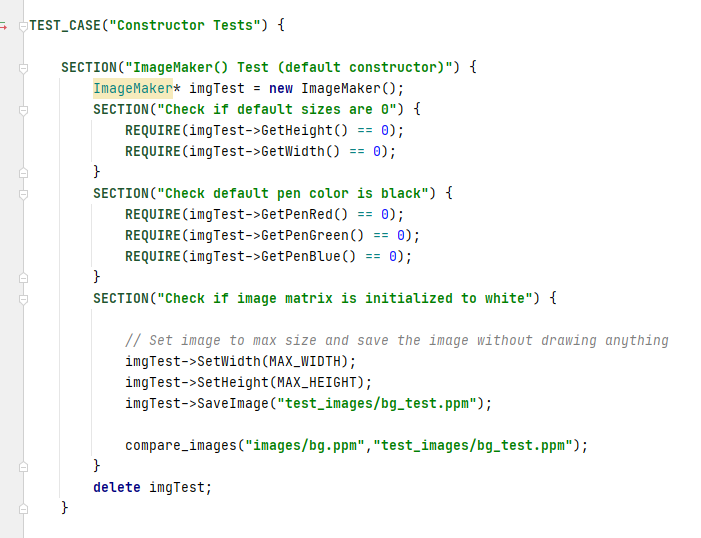 TEST_CASE("Constructor Tests") {
SECTION("ImageMaker() Test (default constructor)") {
ImageMaker* imgTest = new ImageMaker();
SECTION("Check if default sizes are 0") {
REQUIRE(imgTest->GetHeight() == 0);
REQUIRE(imgTest->GetWidth() == 0);
}
SECTION("Check default pen color is black") {
REQUIRE(imgTest->GetPenRed() == 0);
REQUIRE(imgTest->GetPenGreen() == 0);
REQUIRE(imgTest->GetPenBlue() == 0);
}
SECTION("Check if image matrix is initialized to white") {
// Set image to max size and save the image without drawing anything
imgTest->SetWidth(MAX_WIDTH);
imgTest->SetHeight(MAX_HEIGHT);
imgTest->SaveImage("test_images/bg_test.ppm");
compare_images("images/bg.ppm","test_images/bg_test.ppm");
}
delete imgTest;
}